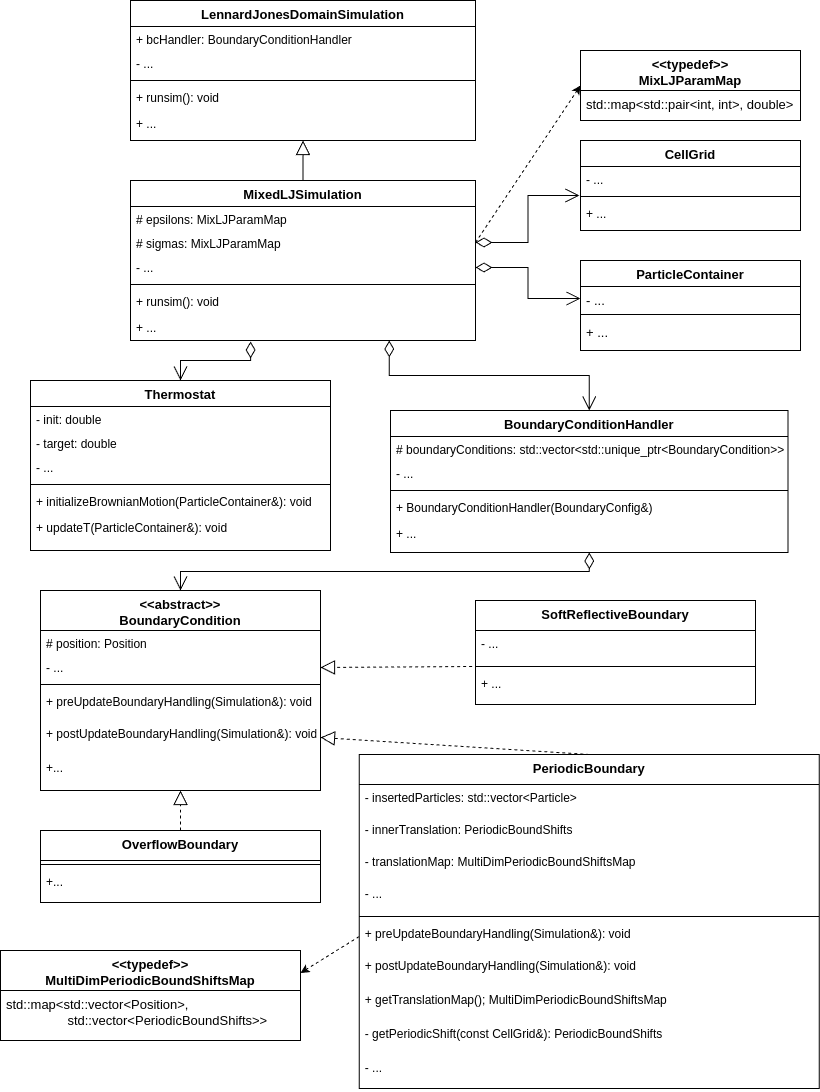 LennardJonesDomainSimulation
+ bcHandler: BoundaryConditionHandler
- ...
+ runsim(): void
+ ...
<<typedef>>
MixLJParamMap
std::map<std::pair<int, int>, double>
CellGrid
- ...
+ ...
MixedLJSimulation
# epsilons: MixLJParamMap
# sigmas: MixLJParamMap
- ...
+ runsim(): void
+ ...
ParticleContainer
- ...
+ ...
Thermostat
- init: double
- target: double
- ...
+ initializeBrownianMotion(ParticleContainer&): void
+ updateT(ParticleContainer&): void
BoundaryConditionHandler
# boundaryConditions: std::vector<std::unique_ptr<BoundaryCondition>>
- ...
+ BoundaryConditionHandler(BoundaryConfig&)
+ ...
<<abstract>>
BoundaryCondition
# position: Position
- ...
+ preUpdateBoundaryHandling(Simulation&): void
+ postUpdateBoundaryHandling(Simulation&): void
+...
SoftReflectiveBoundary
- ...
+ ...
OverflowBoundary
+...
PeriodicBoundary
- insertedParticles: std::vector<Particle>
- innerTranslation: PeriodicBoundShifts
- translationMap: MultiDimPeriodicBoundShiftsMap
- ...
+ preUpdateBoundaryHandling(Simulation&): void
+ postUpdateBoundaryHandling(Simulation&): void
+ getTranslationMap(); MultiDimPeriodicBoundShiftsMap
- getPeriodicShift(const CellGrid&): PeriodicBoundShifts
- ...
<<typedef>>
MultiDimPeriodicBoundShiftsMap
std::map<std::vector<Position>,
std::vector<PeriodicBoundShifts>>